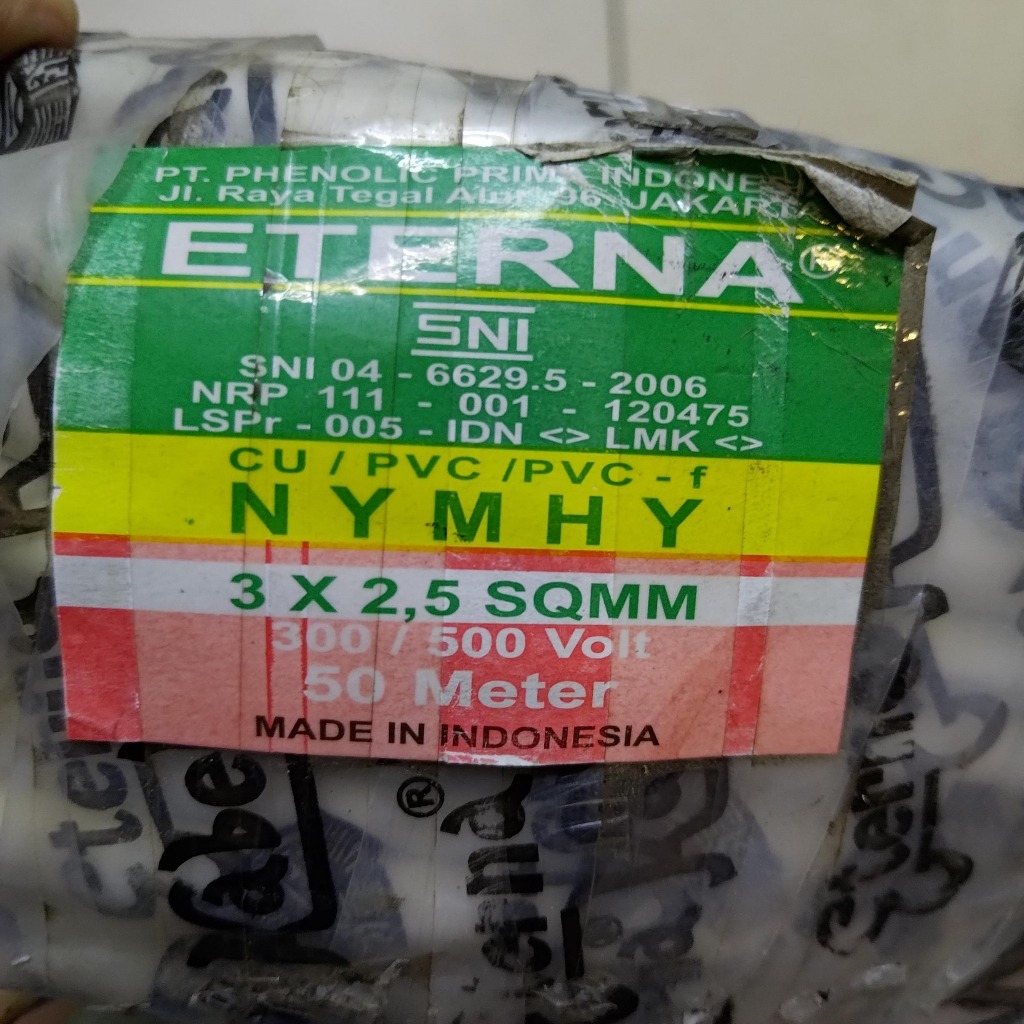 PT. PHENOLIC PRIMA
Jl. Raya Tegal Alur 96 JAKARTA
ETERNA®
SNI
SNI 04 - 6629.5 - 2006
NRP 111 - 001 - 120475
LSPr - 005 - IDN <> LMK <>
CU / PVC /PVC - f
NYMHY
3 X 2,5 SQMM
300 / 500 Volt
50 Meter
MADE IN INDONESIA